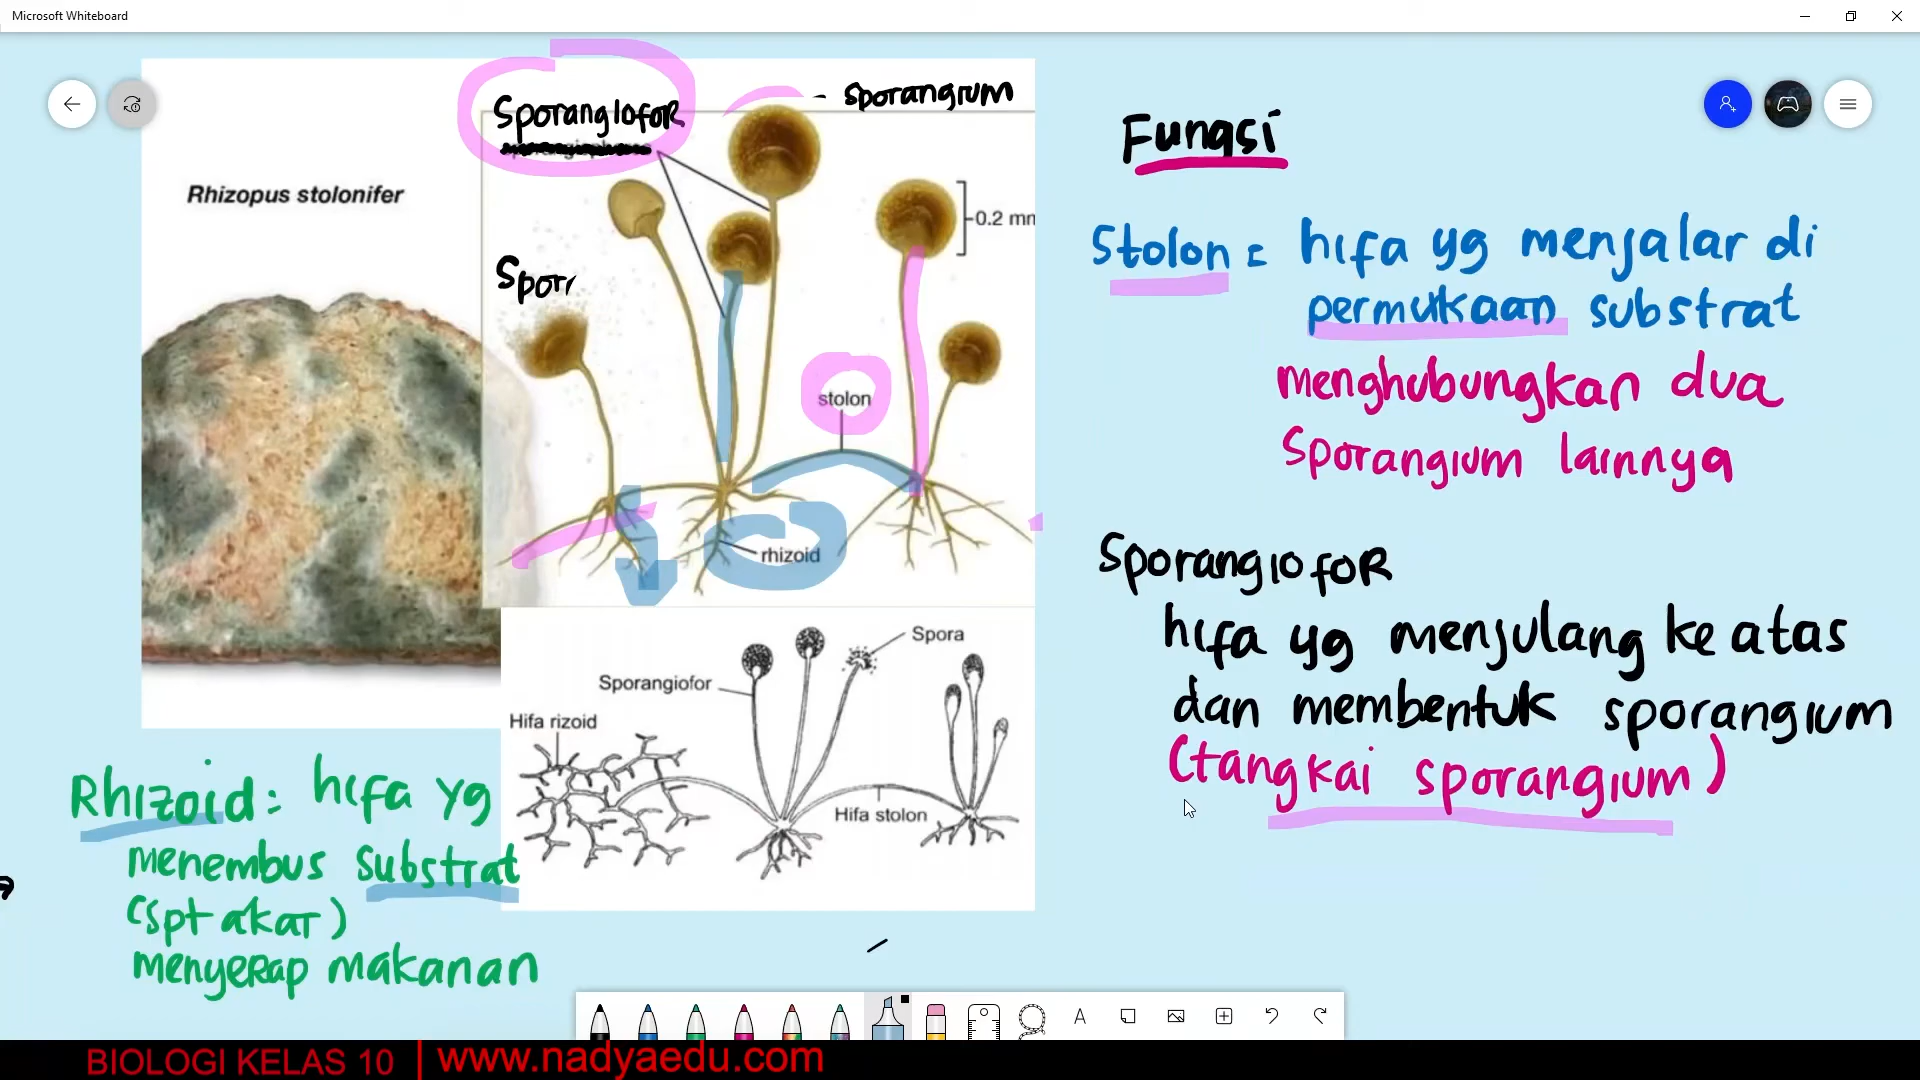 Microsoft Whiteboard
Sporangiofor
sporangium
Rhizopus stolonifer
0.2 mm
Spor
stolon
rhizoid
Spora
Sporangiofor
Hifa rizoid
Hifa stolon
Rhizoid: hifa yg
menembus substrat
(spt akar)
menyerap makanan
Fungsi
Stolon = hifa yg menjalar di
permukaan substrat
menghubungkan dua
Sporangium lainnya
Sporangiofor
hifa yg menjulang ke atas
dan membentuk sporangium
(tangkai sporangium)
A
BIOLOGI KELAS 10 | www.nadyaedu.com